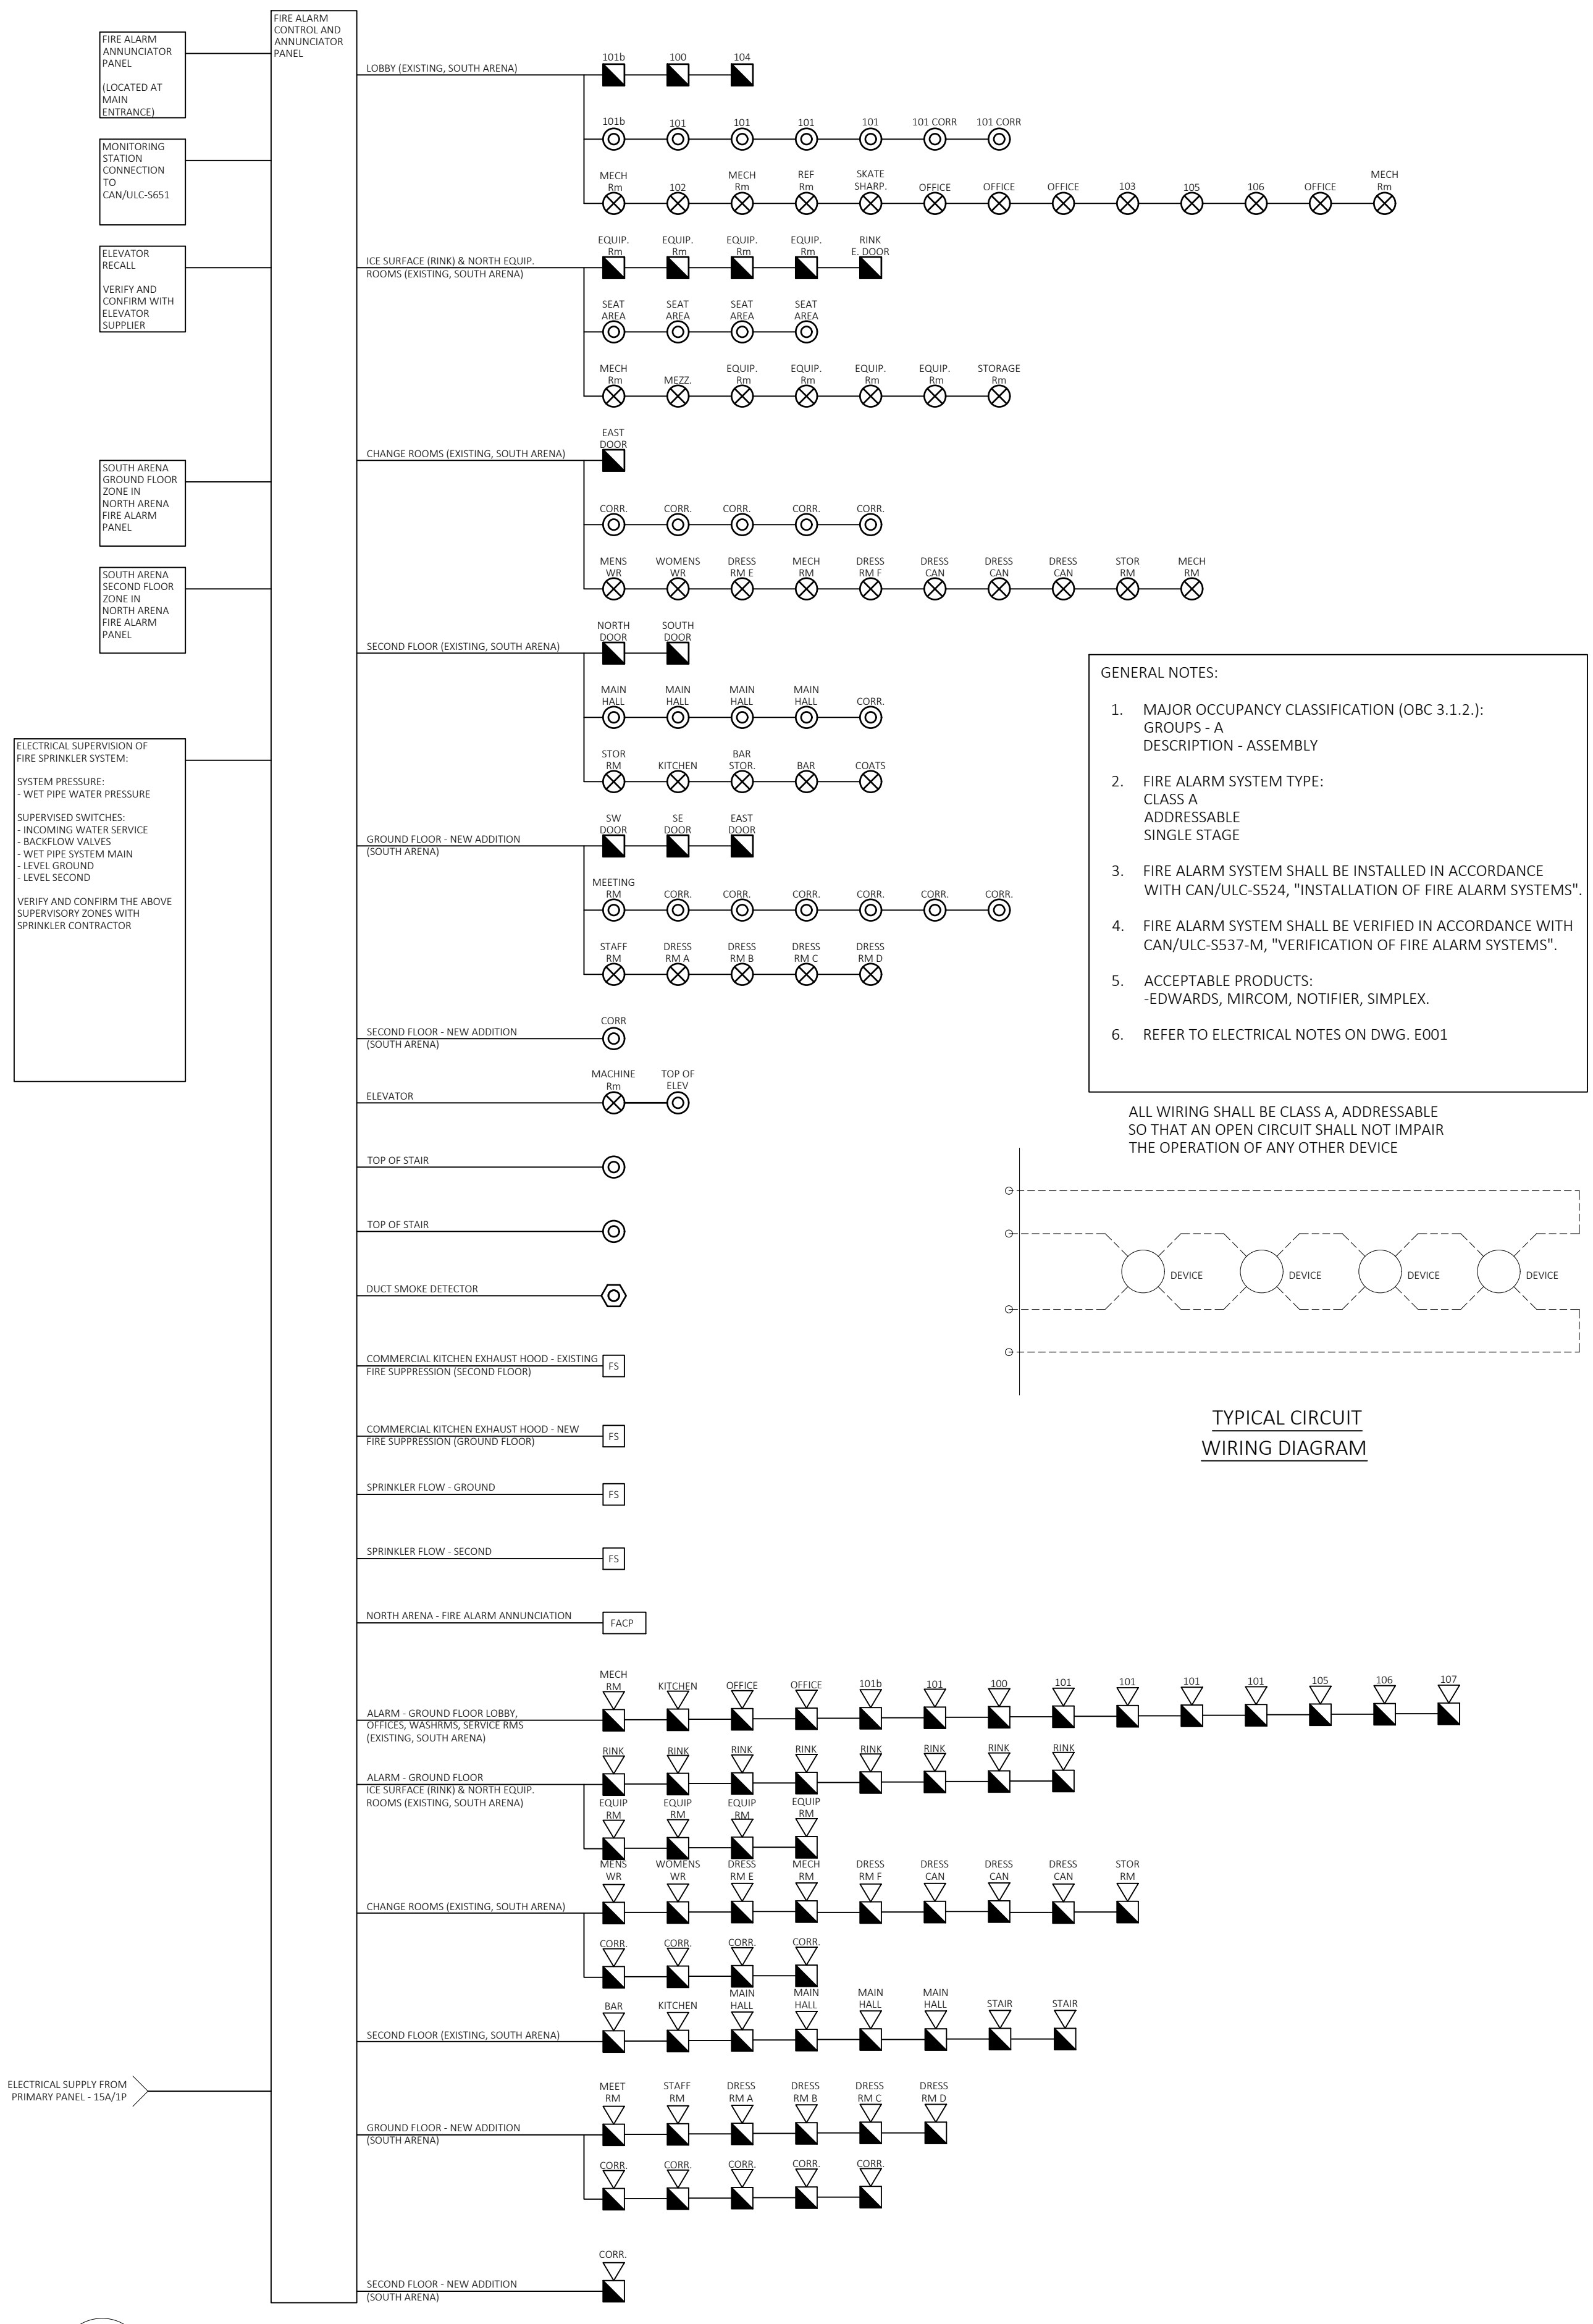 FIRE ALARM
ANNUNCIATOR
PANEL
(LOCATED AT
MAIN
ENTRANCE)
MONITORING
STATION
CONNECTION
TO
CAN/ULC-S651
ELEVATOR
RECALL
VERIFY AND
CONFIRM WITH
ELEVATOR
SUPPLIER
SOUTH ARENA
GROUND FLOOR
ZONE IN
NORTH ARENA
FIRE ALARM
PANEL
SOUTH ARENA
SECOND FLOOR
ZONE IN
NORTH ARENA
FIRE ALARM
PANEL
ELECTRICAL SUPERVISION OF
FIRE SPRINKLER SYSTEM:
SYSTEM PRESSURE:
- WET PIPE WATER PRESSURE
SUPERVISED SWITCHES:
- INCOMING WATER SERVICE
- BACKFLOW VALVES
- WET PIPE SYSTEM MAIN
- LEVEL GROUND
- LEVEL SECOND
VERIFY AND CONFIRM THE ABOVE
SUPERVISORY ZONES WITH
SPRINKLER CONTRACTOR
ELECTRICAL SUPPLY FROM
PRIMARY PANEL - 15A/1P
FIRE ALARM
CONTROL AND
ANNUNCIATOR
PANEL
LOBBY (EXISTING, SOUTH ARENA)
101b 100 104
101b 101 101 101 101 101 CORR 101 CORR
MECH Rm 102 MECH Rm REF Rm SKATE SHARP. OFFICE OFFICE OFFICE 103 105 106 OFFICE MECH Rm
ICE SURFACE (RINK) & NORTH EQUIP.
ROOMS (EXISTING, SOUTH ARENA)
EQUIP. Rm EQUIP. Rm EQUIP. Rm EQUIP. Rm RINK E. DOOR
SEAT AREA SEAT AREA SEAT AREA SEAT AREA
MECH Rm MEZZ. EQUIP. Rm EQUIP. Rm EQUIP. Rm EQUIP. Rm STORAGE Rm
CHANGE ROOMS (EXISTING, SOUTH ARENA)
EAST DOOR
CORR. CORR. CORR. CORR. CORR.
MENS WR WOMENS WR DRESS RM E MECH RM DRESS RM F DRESS CAN DRESS CAN DRESS CAN STOR RM MECH RM
SECOND FLOOR (EXISTING, SOUTH ARENA)
NORTH DOOR SOUTH DOOR
MAIN HALL MAIN HALL MAIN HALL MAIN HALL CORR.
STOR RM KITCHEN BAR STOR. BAR COATS
GROUND FLOOR - NEW ADDITION
(SOUTH ARENA)
SW DOOR SE DOOR EAST DOOR
MEETING RM CORR. CORR. CORR. CORR. CORR. CORR.
STAFF RM DRESS RM A DRESS RM B DRESS RM C DRESS RM D
SECOND FLOOR - NEW ADDITION
(SOUTH ARENA)
CORR
ELEVATOR
MACHINE Rm TOP OF ELEV
TOP OF STAIR
TOP OF STAIR
DUCT SMOKE DETECTOR
COMMERCIAL KITCHEN EXHAUST HOOD - EXISTING
FIRE SUPPRESSION (SECOND FLOOR)
FS
COMMERCIAL KITCHEN EXHAUST HOOD - NEW
FIRE SUPPRESSION (GROUND FLOOR)
FS
SPRINKLER FLOW - GROUND
FS
SPRINKLER FLOW - SECOND
FS
NORTH ARENA - FIRE ALARM ANNUNCIATION
FACP
ALARM - GROUND FLOOR LOBBY,
OFFICES, WASHRMS, SERVICE RMS
(EXISTING, SOUTH ARENA)
MECH RM KITCHEN OFFICE OFFICE 101b 101 100 101 101 101 101 105 106 107
ALARM - GROUND FLOOR
ICE SURFACE (RINK) & NORTH EQUIP.
ROOMS (EXISTING, SOUTH ARENA)
RINK RINK RINK RINK RINK RINK RINK RINK
EQUIP RM EQUIP RM EQUIP RM EQUIP RM
CHANGE ROOMS (EXISTING, SOUTH ARENA)
MENS WR WOMENS WR DRESS RM E MECH RM DRESS RM F DRESS CAN DRESS CAN DRESS CAN STOR RM
CORR. CORR. CORR. CORR.
SECOND FLOOR (EXISTING, SOUTH ARENA)
BAR KITCHEN MAIN HALL MAIN HALL MAIN HALL MAIN HALL STAIR STAIR
GROUND FLOOR - NEW ADDITION
(SOUTH ARENA)
MEET RM STAFF RM DRESS RM A DRESS RM B DRESS RM C DRESS RM D
CORR. CORR. CORR. CORR. CORR.
SECOND FLOOR - NEW ADDITION
(SOUTH ARENA)
CORR.
GENERAL NOTES:
1. MAJOR OCCUPANCY CLASSIFICATION (OBC 3.1.2.):
GROUPS - A
DESCRIPTION - ASSEMBLY
2. FIRE ALARM SYSTEM TYPE:
CLASS A
ADDRESSABLE
SINGLE STAGE
3. FIRE ALARM SYSTEM SHALL BE INSTALLED IN ACCORDANCE
WITH CAN/ULC-S524, "INSTALLATION OF FIRE ALARM SYSTEMS".
4. FIRE ALARM SYSTEM SHALL BE VERIFIED IN ACCORDANCE WITH
CAN/ULC-S537-M, "VERIFICATION OF FIRE ALARM SYSTEMS".
5. ACCEPTABLE PRODUCTS:
-EDWARDS, MIRCOM, NOTIFIER, SIMPLEX.
6. REFER TO ELECTRICAL NOTES ON DWG. E001
ALL WIRING SHALL BE CLASS A, ADDRESSABLE
SO THAT AN OPEN CIRCUIT SHALL NOT IMPAIR
THE OPERATION OF ANY OTHER DEVICE
DEVICE DEVICE DEVICE DEVICE
TYPICAL CIRCUIT
WIRING DIAGRAM